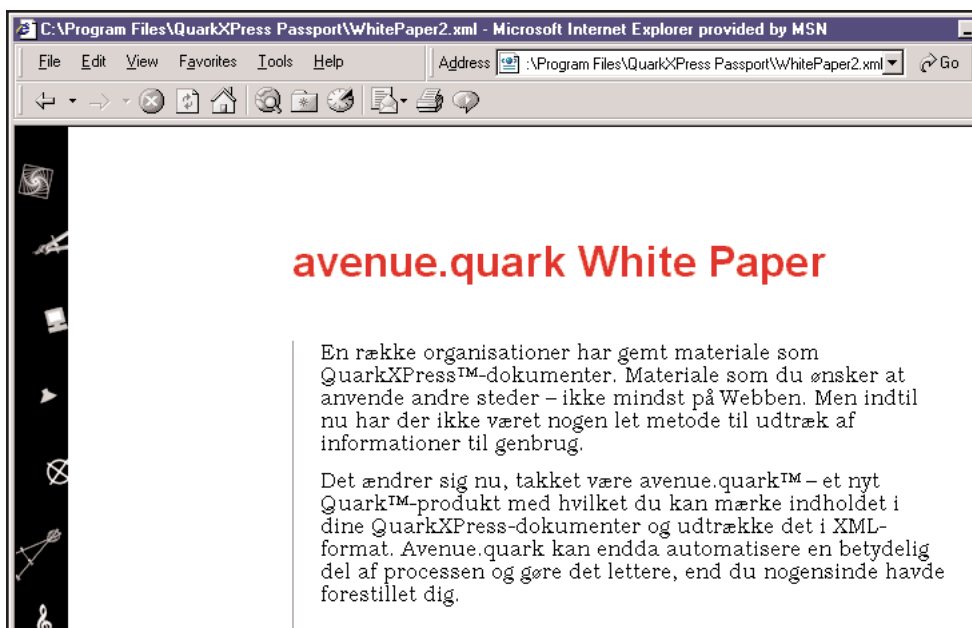 C:\Program Files\QuarkXPress Passport\WhitePaper2.xml - Microsoft Internet Explorer provided by MSN
File Edit View Favorites Tools Help Address :\Program Files\QuarkXPress Passport\WhitePaper2.xml Go
avenue.quark White Paper
En række organisationer har gemt materiale som
QuarkXPress™-dokumenter. Materiale som du ønsker at
anvende andre steder – ikke mindst på Webben. Men indtil
nu har der ikke været nogen let metode til udtræk af
informationer til genbrug.
Det ændrer sig nu, takket være avenue.quark™ – et nyt
Quark™-produkt med hvilket du kan mærke indholdet i
dine QuarkXPress-dokumenter og udtrække det i XML-
format. Avenue.quark kan endda automatisere en betydelig
del af processen og gøre det lettere, end du nogensinde havde
forestillet dig.